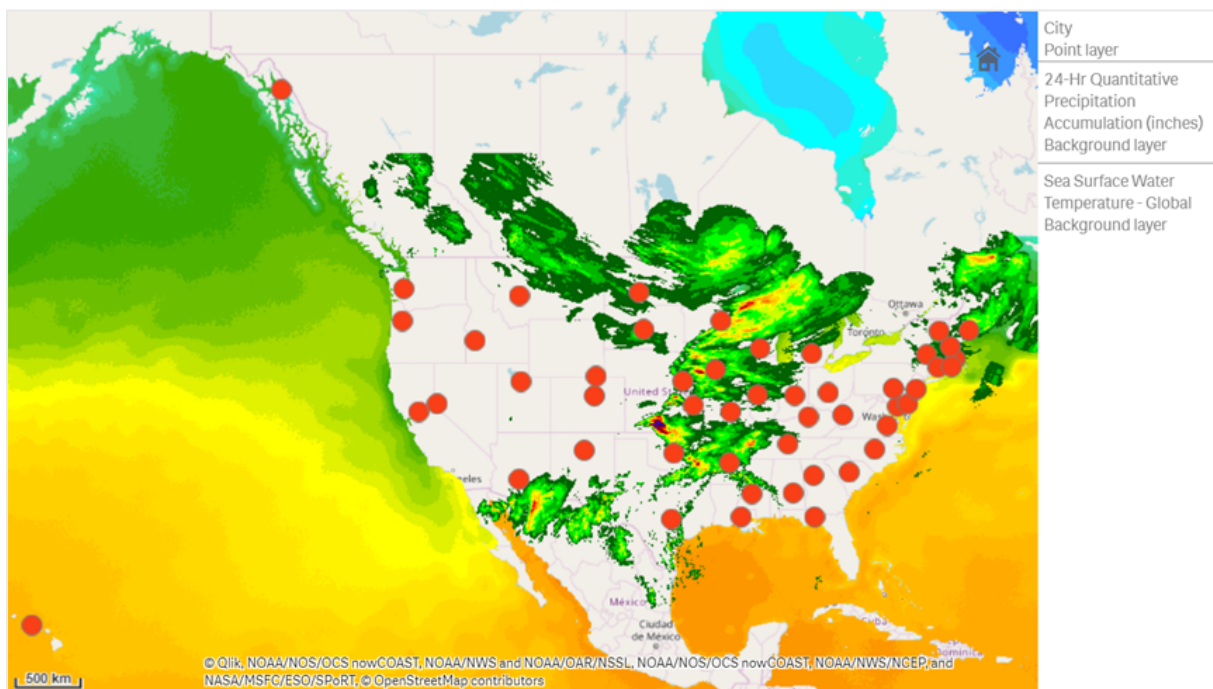 City
Point layer
24-Hr Quantitative
Precipitation
Accumulation (inches)
Background layer
Sea Surface Water
Temperature - Global
Background layer
Ottawa
Toronto
United Sta
Washing
eles
México
Ciudad
de México
Cuba
Dominica
500 km
© Qlik, NOAA/NOS/OCS nowCOAST, NOAA/NWS and NOAA/OAR/NSSL, NOAA/NOS/OCS nowCOAST, NOAA/NWS/NCEP, and
NASA/MSFC/ESO/SPoRT, © OpenStreetMap contributors